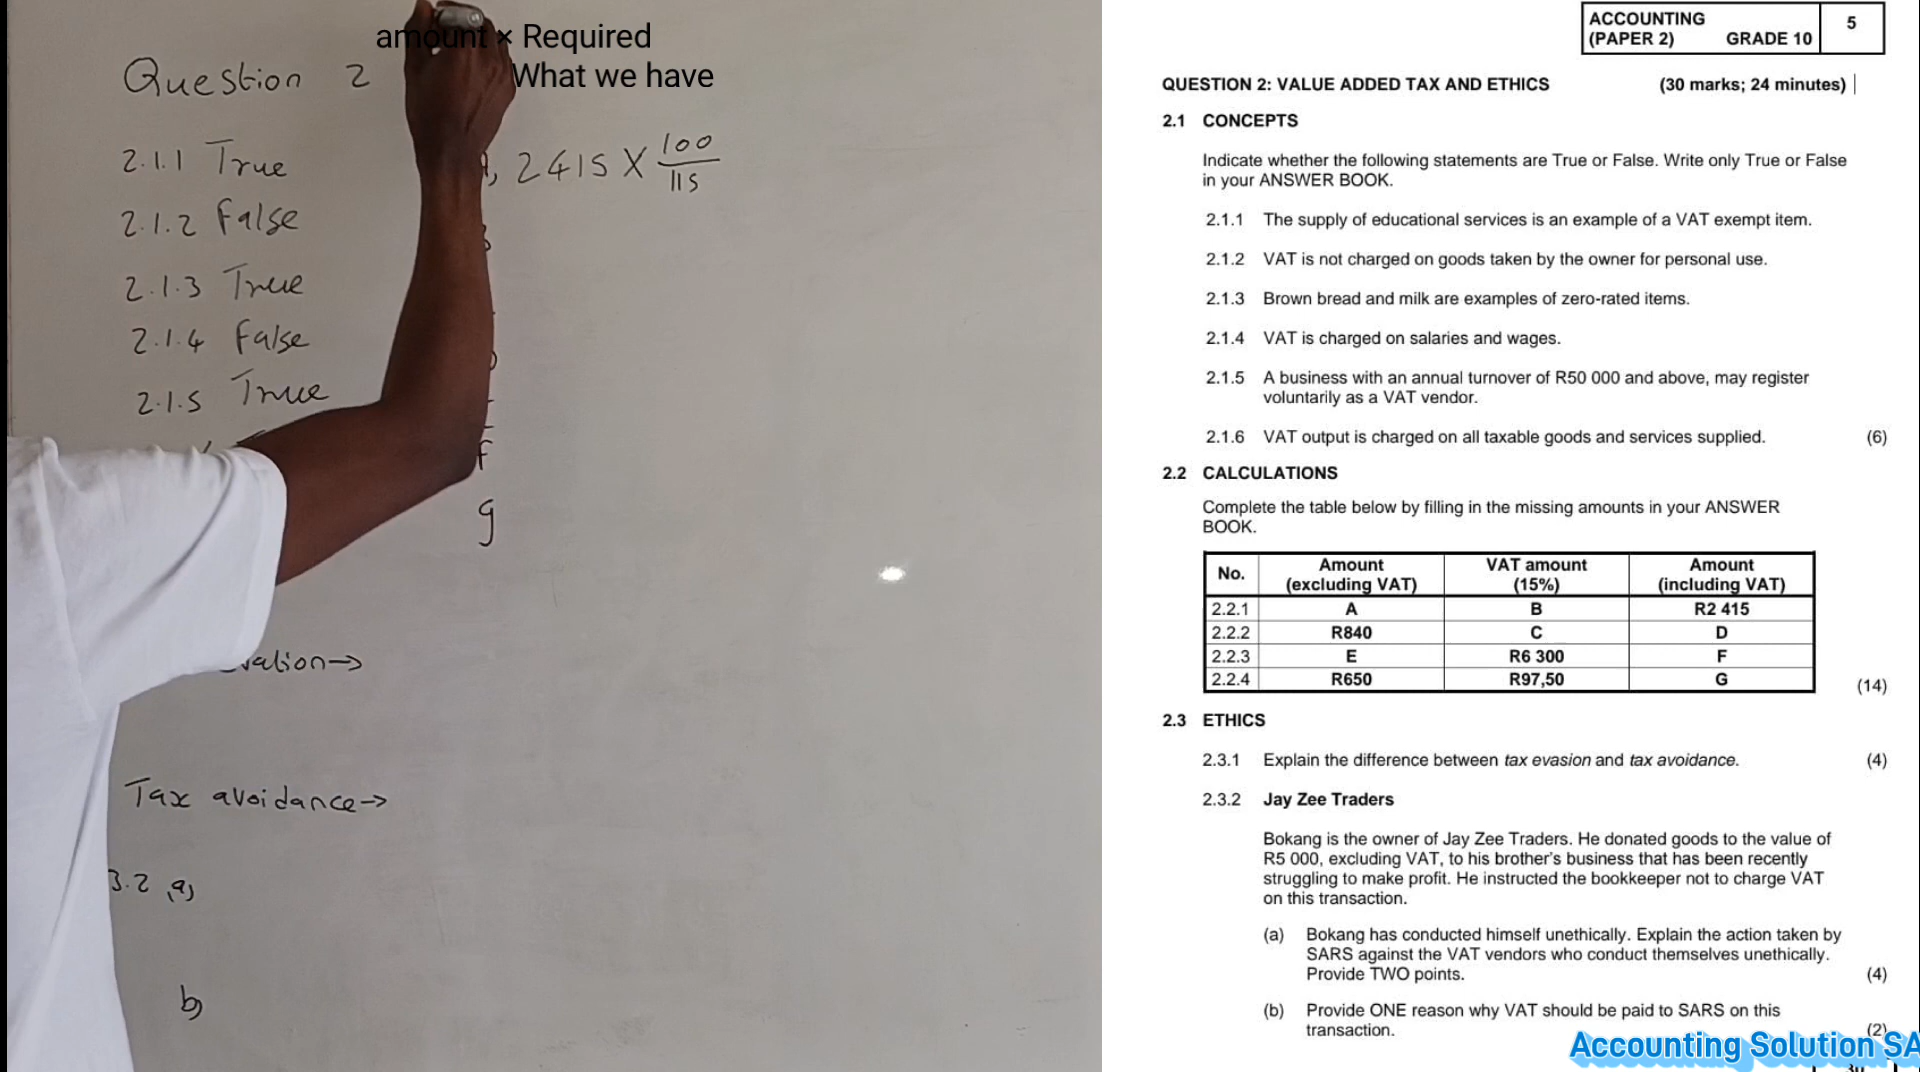 amount × Required
What we have
Question 2
2.1.1 True
2.1.2 False
2.1.3 True
2.1.4 False
2.1.5 True
, 2415 × 100
115
F
g
Tax avoidance→
3.2 a)
b)
ACCOUNTING
(PAPER 2) GRADE 10
5
QUESTION 2: VALUE ADDED TAX AND ETHICS (30 marks; 24 minutes)
2.1 CONCEPTS
Indicate whether the following statements are True or False. Write only True or False
in your ANSWER BOOK.
2.1.1 The supply of educational services is an example of a VAT exempt item.
2.1.2 VAT is not charged on goods taken by the owner for personal use.
2.1.3 Brown bread and milk are examples of zero-rated items.
2.1.4 VAT is charged on salaries and wages.
2.1.5 A business with an annual turnover of R50 000 and above, may register
voluntarily as a VAT vendor.
2.1.6 VAT output is charged on all taxable goods and services supplied. (6)
2.2 CALCULATIONS
Complete the table below by filling in the missing amounts in your ANSWER
BOOK.
No. Amount (excluding VAT) VAT amount (15%) Amount (including VAT)
2.2.1 A B R2 415
2.2.2 R840 C D
2.2.3 E R6 300 F
2.2.4 R650 R97,50 G
(14)
2.3 ETHICS
2.3.1 Explain the difference between tax evasion and tax avoidance. (4)
2.3.2 Jay Zee Traders
Bokang is the owner of Jay Zee Traders. He donated goods to the value of
R5 000, excluding VAT, to his brother's business that has been recently
struggling to make profit. He instructed the bookkeeper not to charge VAT
on this transaction.
(a) Bokang has conducted himself unethically. Explain the action taken by
SARS against the VAT vendors who conduct themselves unethically.
Provide TWO points. (4)
(b) Provide ONE reason why VAT should be paid to SARS on this
transaction. (2)
Accounting Solution SA